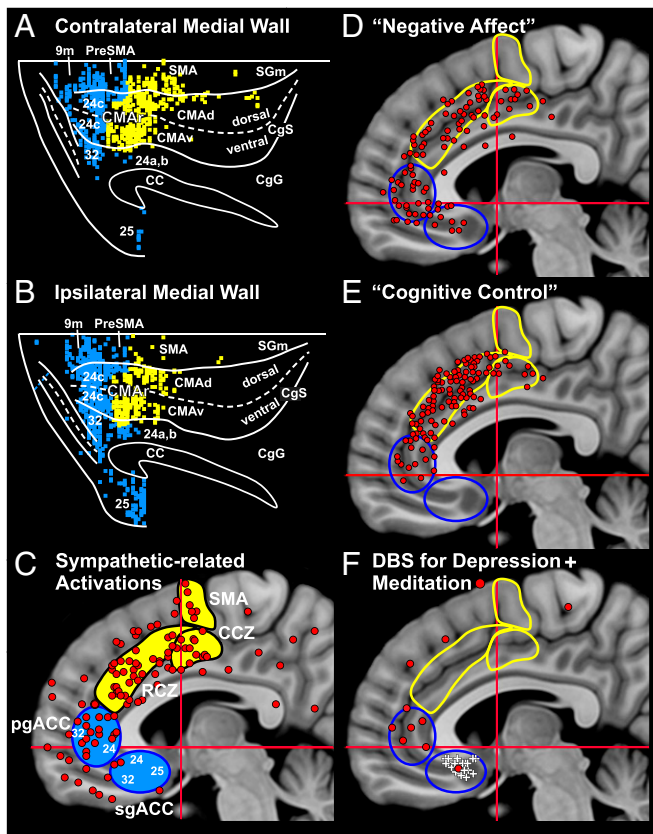 A Contralateral Medial Wall
9m PreSMA
SMA
SGm
24c
24c
CMAr
CMAd
dorsal
CgS
CMAv
ventral
32
24a,b
CC
CgG
25
B Ipsilateral Medial Wall
9m PreSMA
SMA
SGm
24c
24c
CMAr
CMAd
dorsal
CgS
CMAv
ventral
32
24a,b
CC
CgG
25
C Sympathetic-related
Activations
SMA
CCZ
RCZ
pgACC
32
24
24
32
25
sgACC
D “Negative Affect”
E “Cognitive Control”
F DBS for Depression +
Meditation